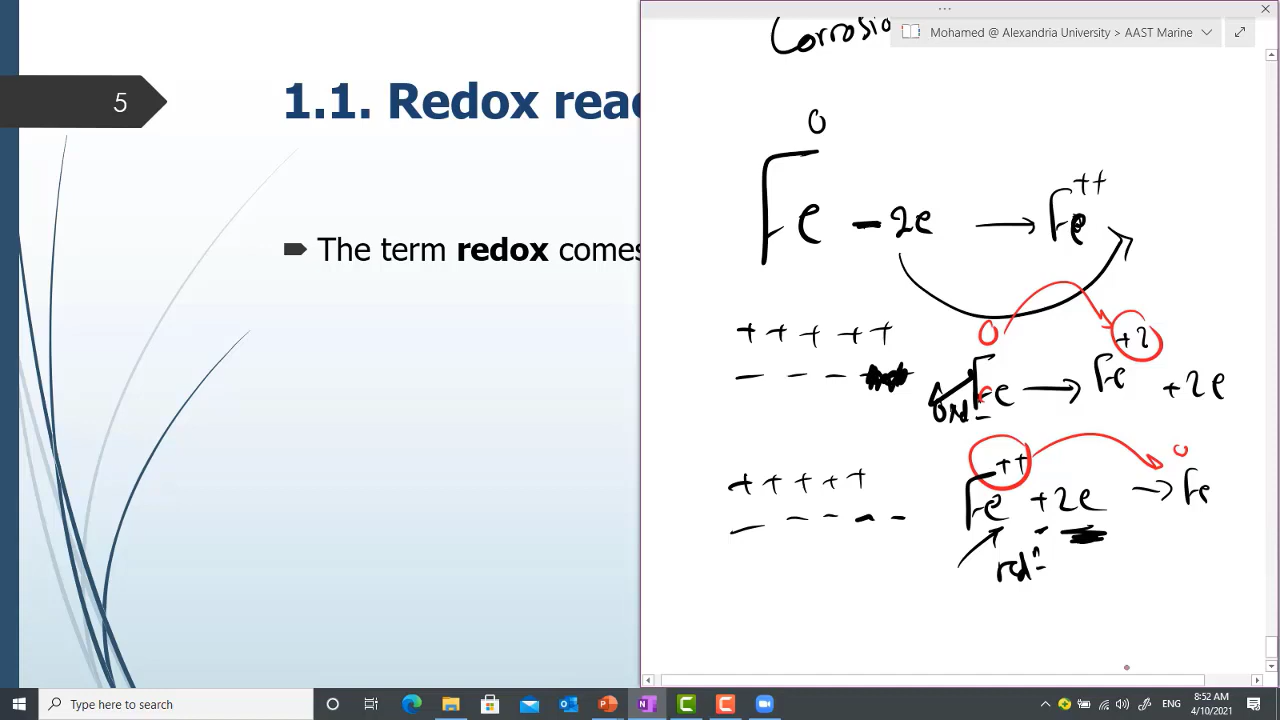 5
1.1. Redox reac
The term redox comes
Corrosio
Mohamed @ Alexandria University > AAST Marine
0
Fe - 2e → Fe++
+ + + + +
0
+2
- - -
Fe → Fe + 2e
++
0
+ + + + +
Fe + 2e → Fe
- - - - -
redn
Type here to search
8:52 AM
4/10/2021